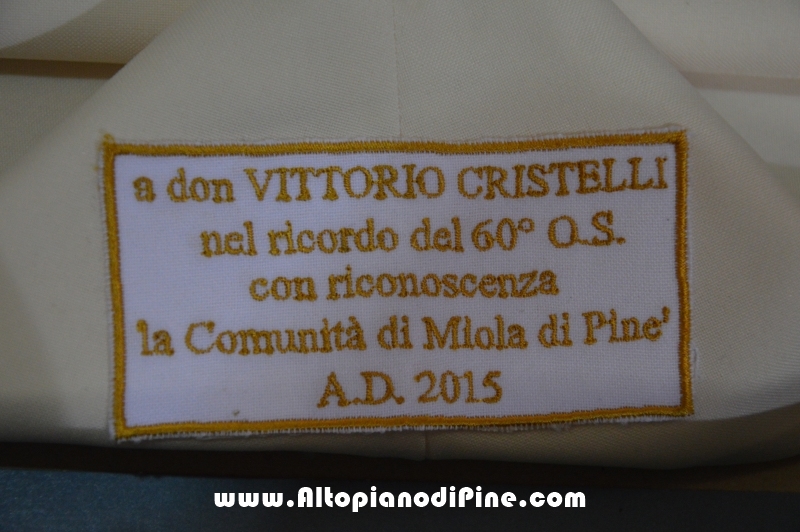 a don VITTORIO CRISTELLI
nel ricordo del 60° O.S.
con riconoscenza
la Comunità di Miola di Pine'
A.D. 2015
www.AltopianodiPine.com